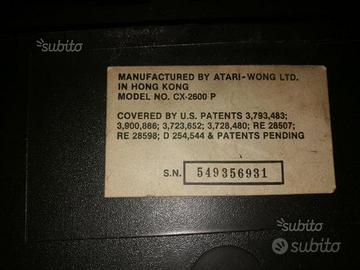 subito
subito
MANUFACTURED BY ATARI-WONG LTD.
IN HONG KONG
MODEL NO. CX-2600 P
COVERED BY U.S. PATENTS 3,793,483;
3,900,886; 3,723,652; 3,728,480; RE 28507;
RE 28598; D 254,544 & PATENTS PENDING
S.N. 549356931
subito
subito